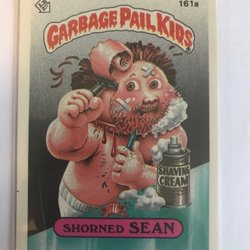 161a
GARBAGE PAIL KIDS
SHAVING
CREAM
SHORNED SEAN